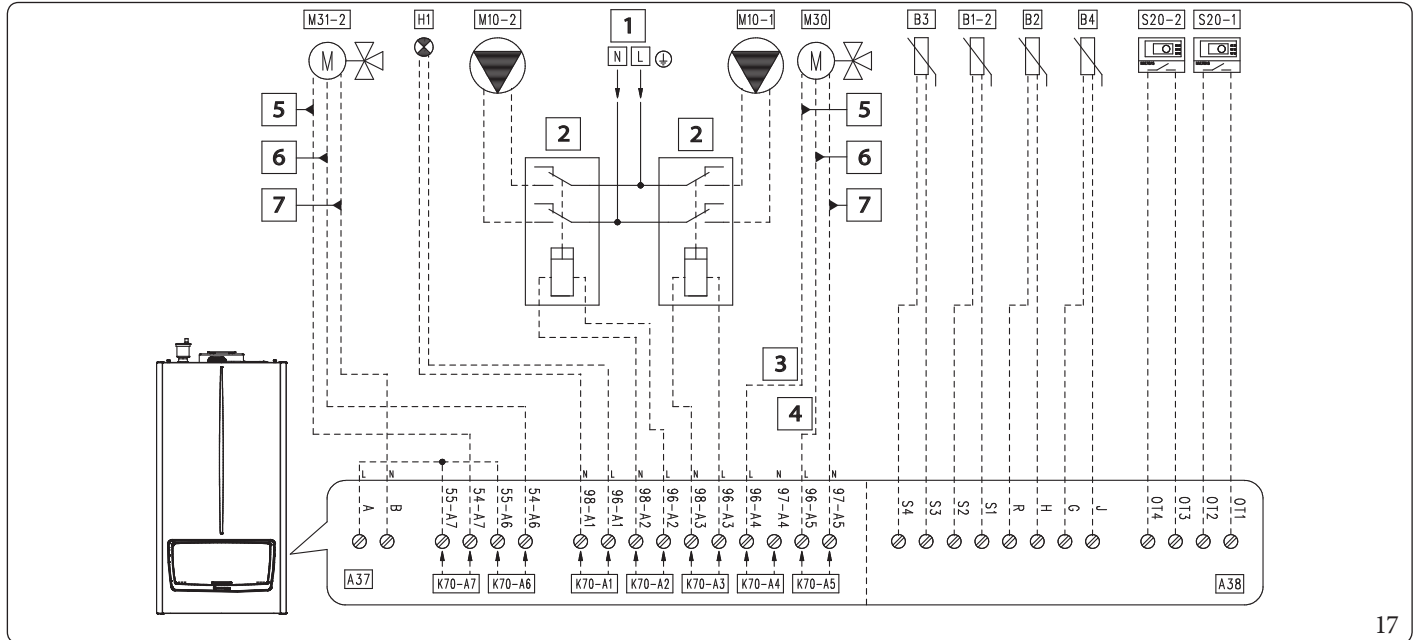 M31-2 H1 M10-2 1 M10-1 M30 B3 B1-2 B2 B4 S20-2 S20-1
N L
M M
5 5
2 2
6 6
7 7
3
4
L N N L N L N L L N L N
A B 55-A7 54-A7 55-A6 54-A6 98-A1 96-A1 98-A2 96-A2 98-A3 96-A3 96-A4 97-A4 96-A5 97-A5 S4 S3 S2 S1 R H G J OT4 OT3 OT2 OT1
A37 K70-A7 K70-A6 K70-A1 K70-A2 K70-A3 K70-A4 K70-A5 A38
17